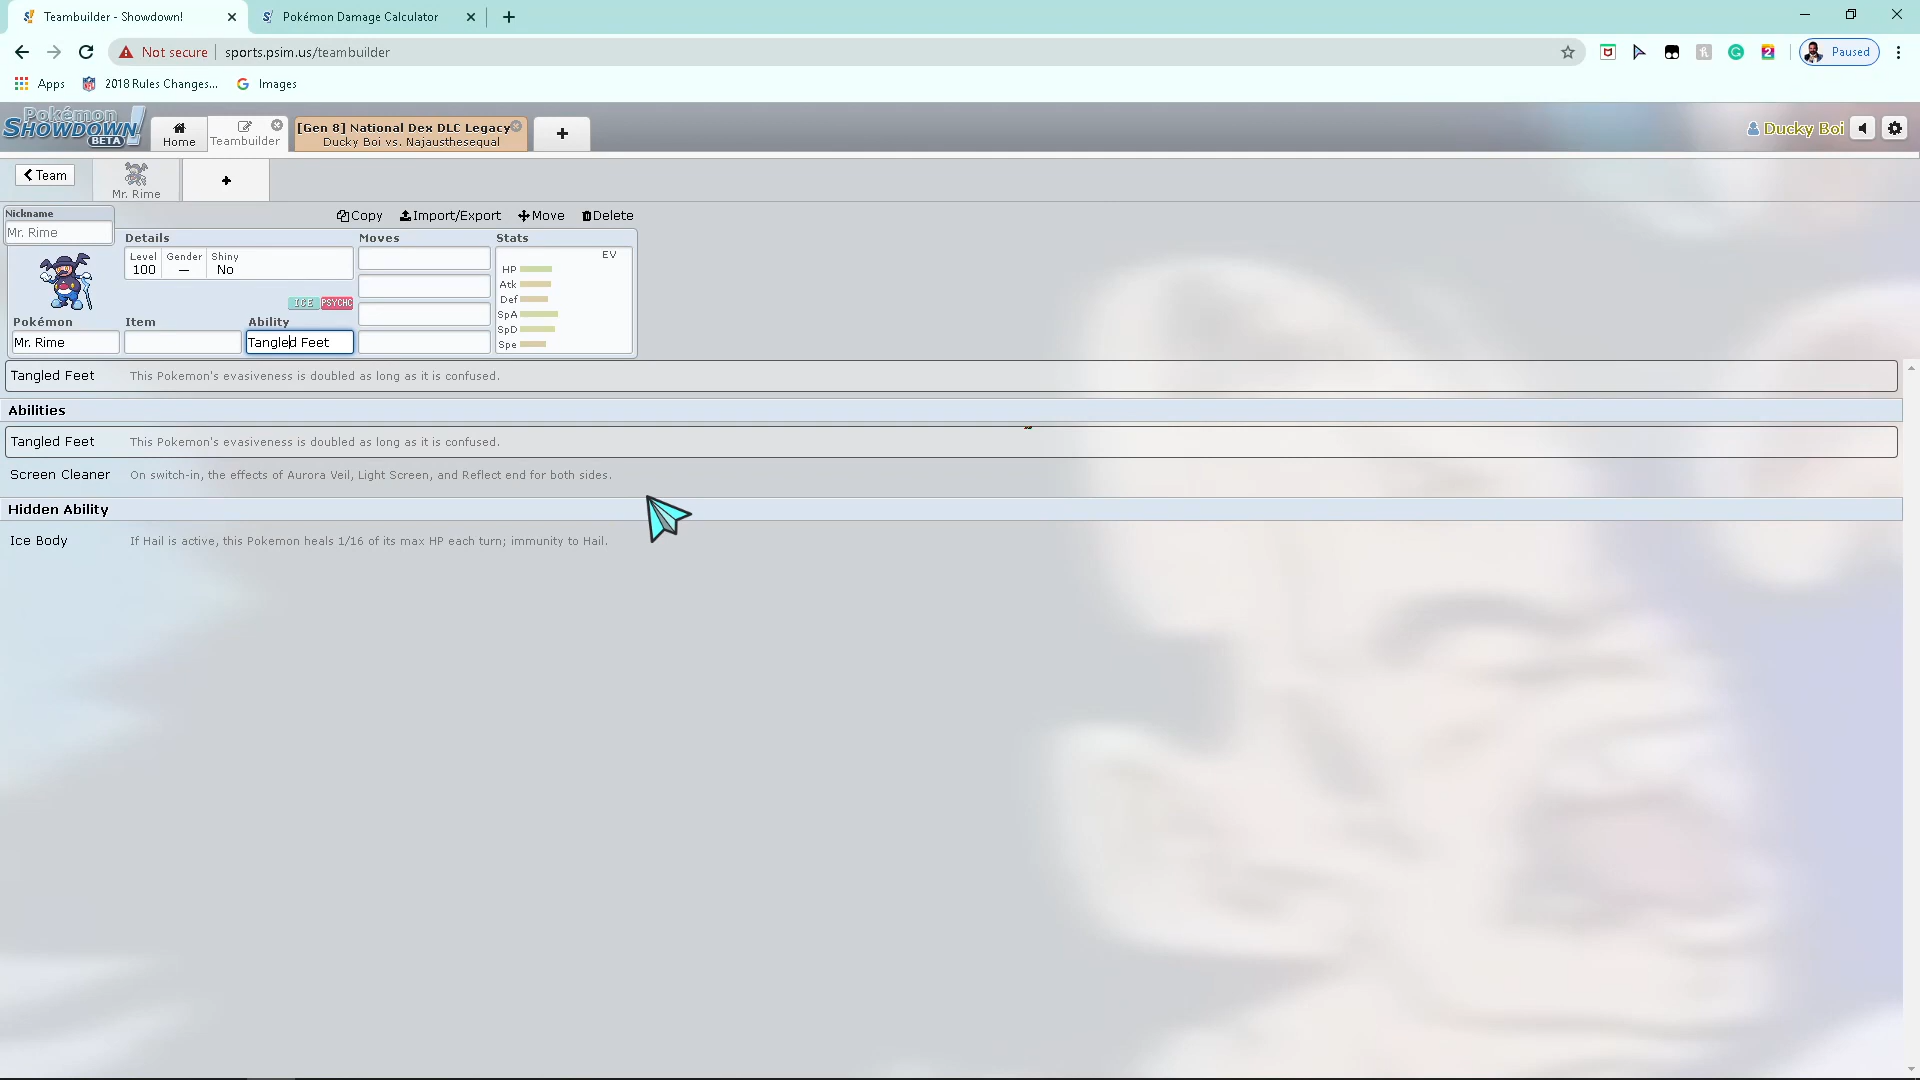 Teambuilder - Showdown!
Pokémon Damage Calculator
Not secure
sports.psim.us/teambuilder
Paused
Apps
2018 Rules Changes...
Images
Pokémon
Showdown!
BETA
Home
Teambuilder
[Gen 8] National Dex DLC Legacy
Ducky Boi vs. Najausthesequal
Ducky Boi
Team
Mr. Rime
Nickname
Mr. Rime
Copy
Import/Export
Move
Delete
Details
Level
100
Gender
—
Shiny
No
ICE
PSYCHC
Pokémon
Mr. Rime
Item
Ability
Tangled Feet
Moves
Stats
EV
HP
Atk
Def
SpA
SpD
Spe
Tangled Feet This Pokemon's evasiveness is doubled as long as it is confused.
Abilities
Tangled Feet This Pokemon's evasiveness is doubled as long as it is confused.
Screen Cleaner On switch-in, the effects of Aurora Veil, Light Screen, and Reflect end for both sides.
Hidden Ability
Ice Body If Hail is active, this Pokemon heals 1/16 of its max HP each turn; immunity to Hail.